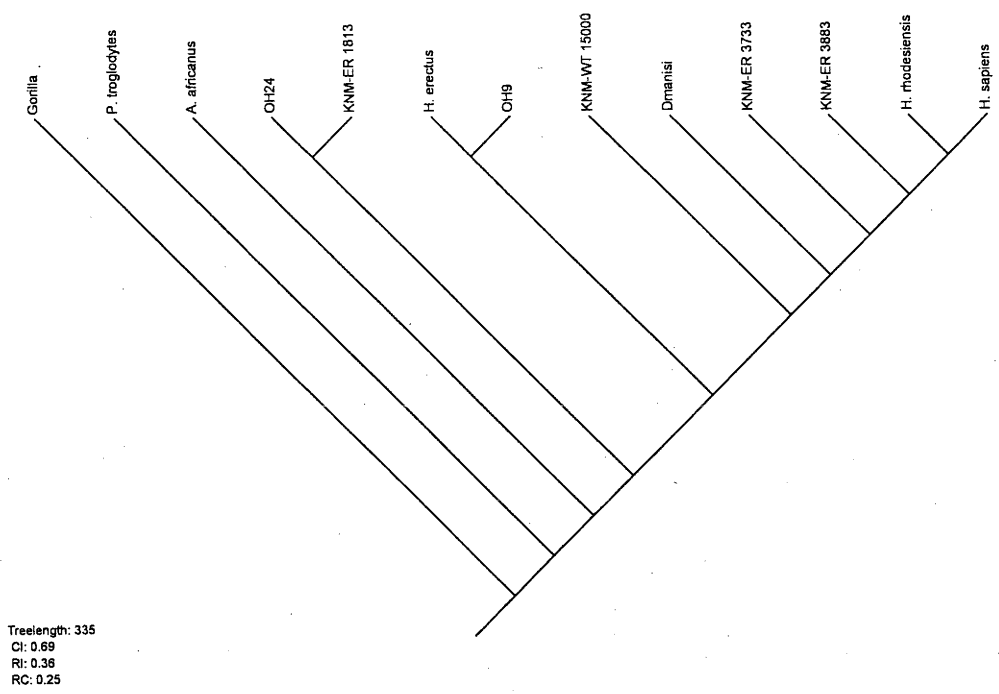 Gorilla
P. troglodytes
A. africanus
OH24
KNM-ER 1813
H. erectus
OH9
KNM-WT 15000
Dmanisi
KNM-ER 3733
KNM-ER 3883
H. rhodesiensis
H. sapiens
Treelength: 335
CI: 0.69
RI: 0.36
RC: 0.25